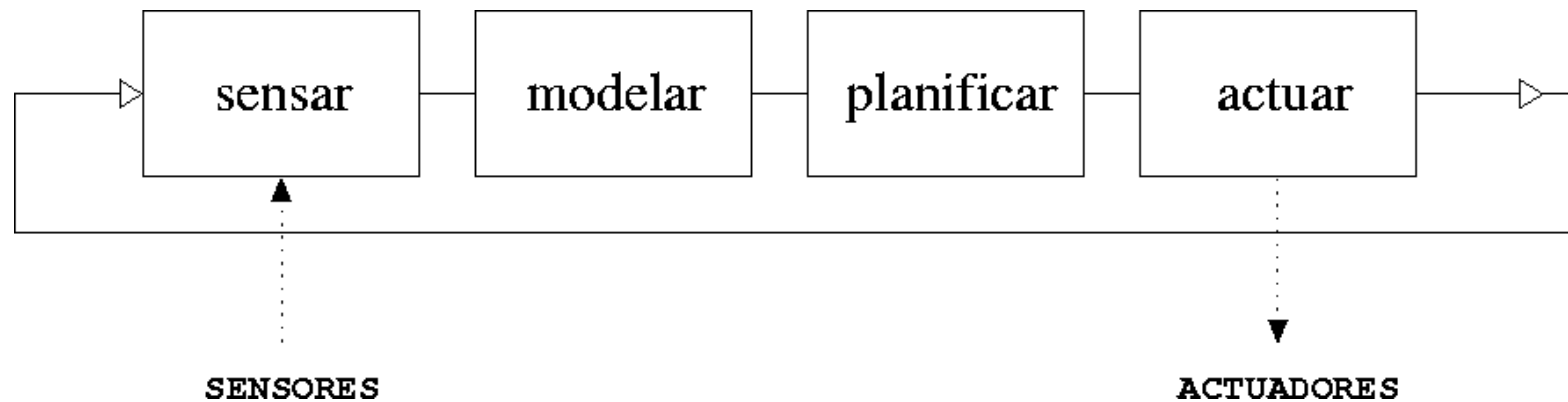 sensar modelar planificar actuar
SENSORES ACTUADORES